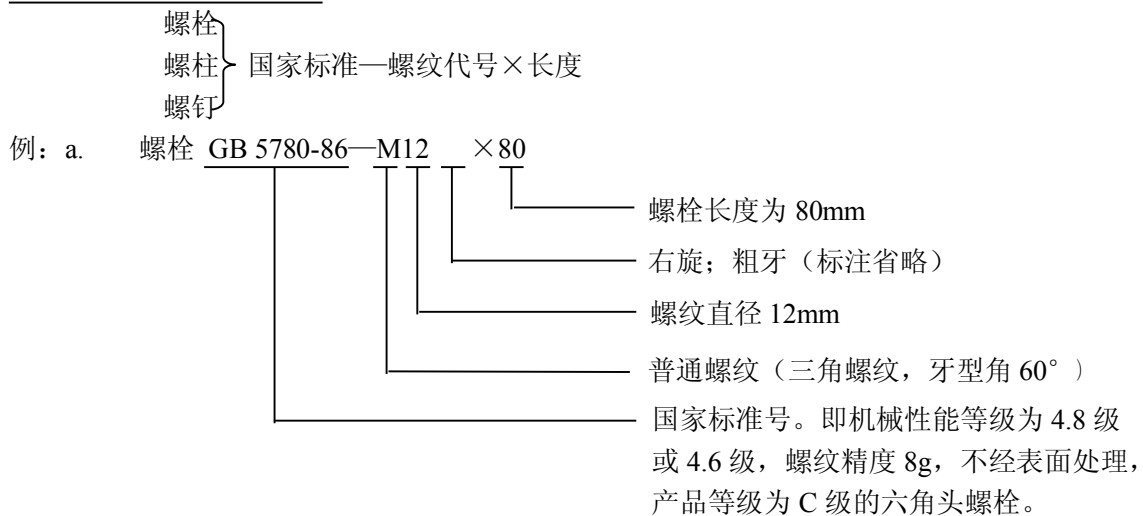 螺栓
螺柱 国家标准—螺纹代号×长度
螺钉
例：a. 螺栓 GB 5780-86—M12 ×80
螺栓长度为 80mm
右旋；粗牙（标注省略）
螺纹直径 12mm
普通螺纹（三角螺纹，牙型角 60°）
国家标准号。即机械性能等级为 4.8 级
或 4.6 级，螺纹精度 8g，不经表面处理，
产品等级为 C 级的六角头螺栓。